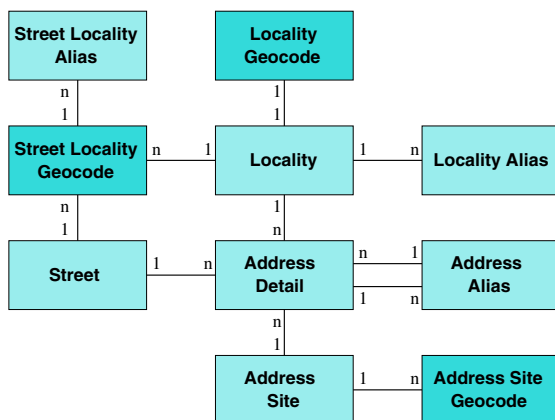 Street Locality
Alias
Locality
Geocode
n
1
1
1
Street Locality
Geocode
n
1
Locality
1
n
Locality Alias
n
1
1
n
Street
1
n
Address
Detail
n
1
1
n
Address
Alias
n
1
Address
Site
1
n
Address Site
Geocode